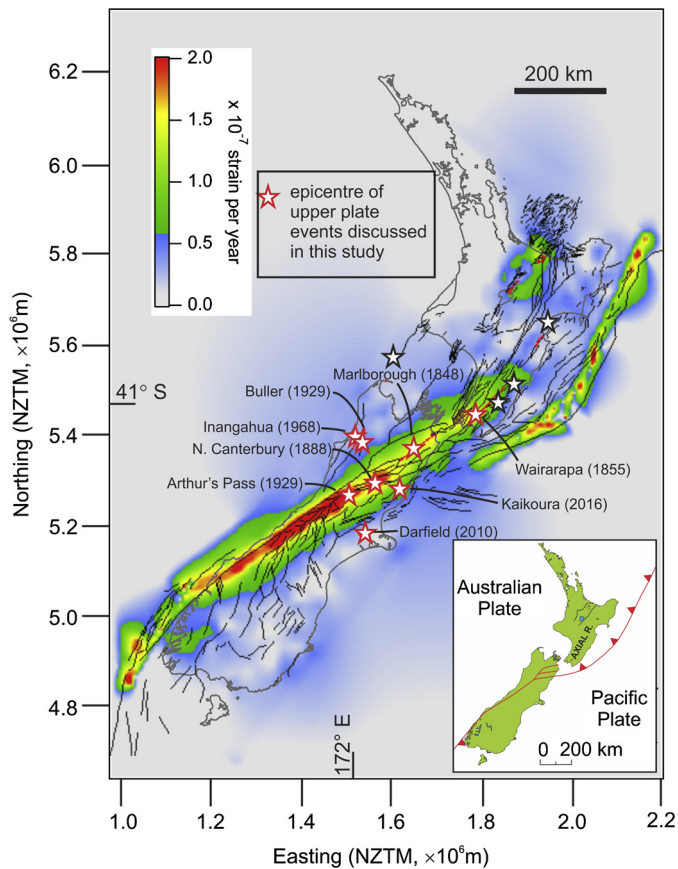 6.2
6.0
5.8
5.6
5.4
5.2
5.0
4.8
Northing (NZTM, ×10⁶m)
2.0
1.5
1.0
0.5
0.0
x 10⁻⁷ strain per year
200 km
epicentre of
upper plate
events discussed
in this study
41° S
Marlborough (1848)
Buller (1929)
Inangahua (1968)
N. Canterbury
(1888)
Arthur's Pass (1929)
Wairarapa (1855)
Kaikoura (2016)
Darfield (2010)
Australian
Plate
AXIAL R.
Pacific
Plate
0 200 km
172° E
1.0 1.2 1.4 1.6 1.8 2.0 2.2
Easting (NZTM, ×10⁶m)